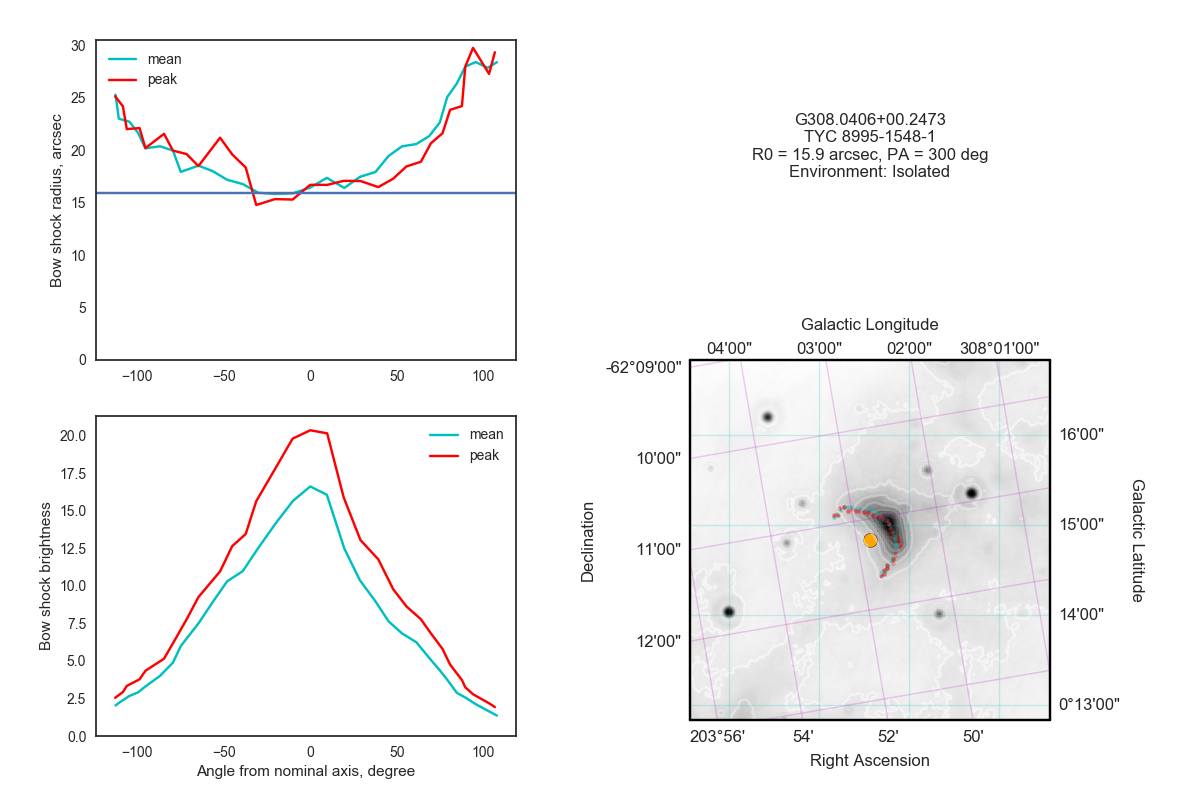 30
25
20
15
10
5
0
Bow shock radius, arcsec
mean
peak
−100
−50
0
50
100
20.0
17.5
15.0
12.5
10.0
7.5
5.0
2.5
0.0
Bow shock brightness
mean
peak
−100
−50
0
50
100
Angle from nominal axis, degree
G308.0406+00.2473
TYC 8995-1548-1
R0 = 15.9 arcsec, PA = 300 deg
Environment: Isolated
Galactic Longitude
04'00"
03'00"
02'00"
308°01'00"
-62°09'00"
10'00"
11'00"
12'00"
Declination
16'00"
15'00"
14'00"
0°13'00"
Galactic Latitude
203°56'
54'
52'
50'
Right Ascension